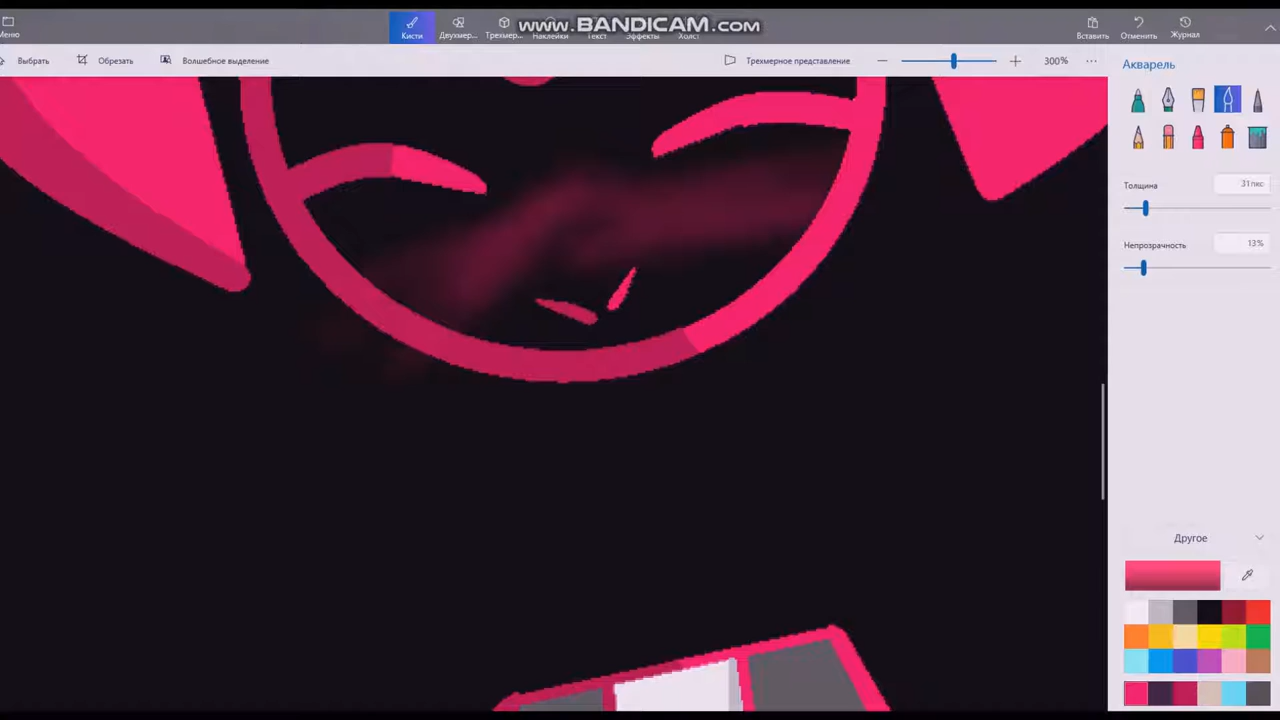 www.BANDICAM.com
Меню
Кисти
Двухмер...
Трехмер...
Наклейки
Текст
Эффекты
Холст
Вставить
Отменить
Журнал
Выбрать
Обрезать
Волшебное выделение
Трехмерное представление
300%
Акварель
Толщина
31пкс
Непрозрачность
13%
Другое